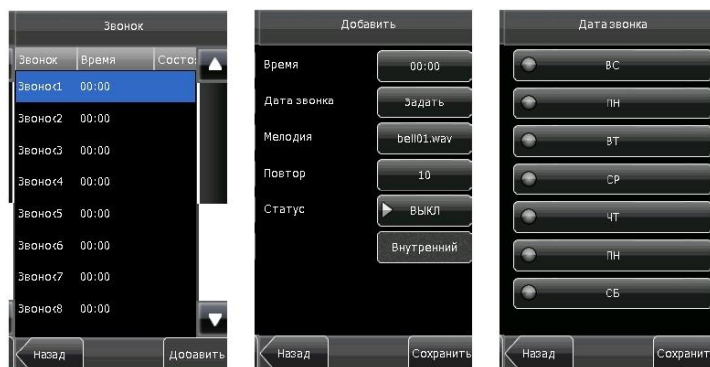 Звонок
Звонок Время Состо:
Звонок1 00:00
Звонок2 00:00
Звонок3 00:00
Звонок4 00:00
Звонок5 00:00
Звонок6 00:00
Звонок7 00:00
Звонок8 00:00
Назад Добавить
Добавить
Время 00:00
Дата звонка Задать
Мелодия bell01.wav
Повтор 10
Статус ВЫКЛ
Внутренний
Назад Сохранить
Дата звонка
ВС
ПН
ВТ
СР
ЧТ
ПН
СБ
Назад Сохранит